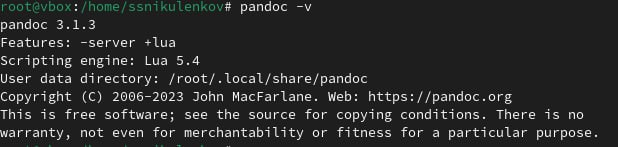 root@vbox:/home/ssnikulenkov# pandoc -v
pandoc 3.1.3
Features: -server +lua
Scripting engine: Lua 5.4
User data directory: /root/.local/share/pandoc
Copyright (C) 2006-2023 John MacFarlane. Web: https://pandoc.org
This is free software; see the source for copying conditions. There is no
warranty, not even for merchantability or fitness for a particular purpose.